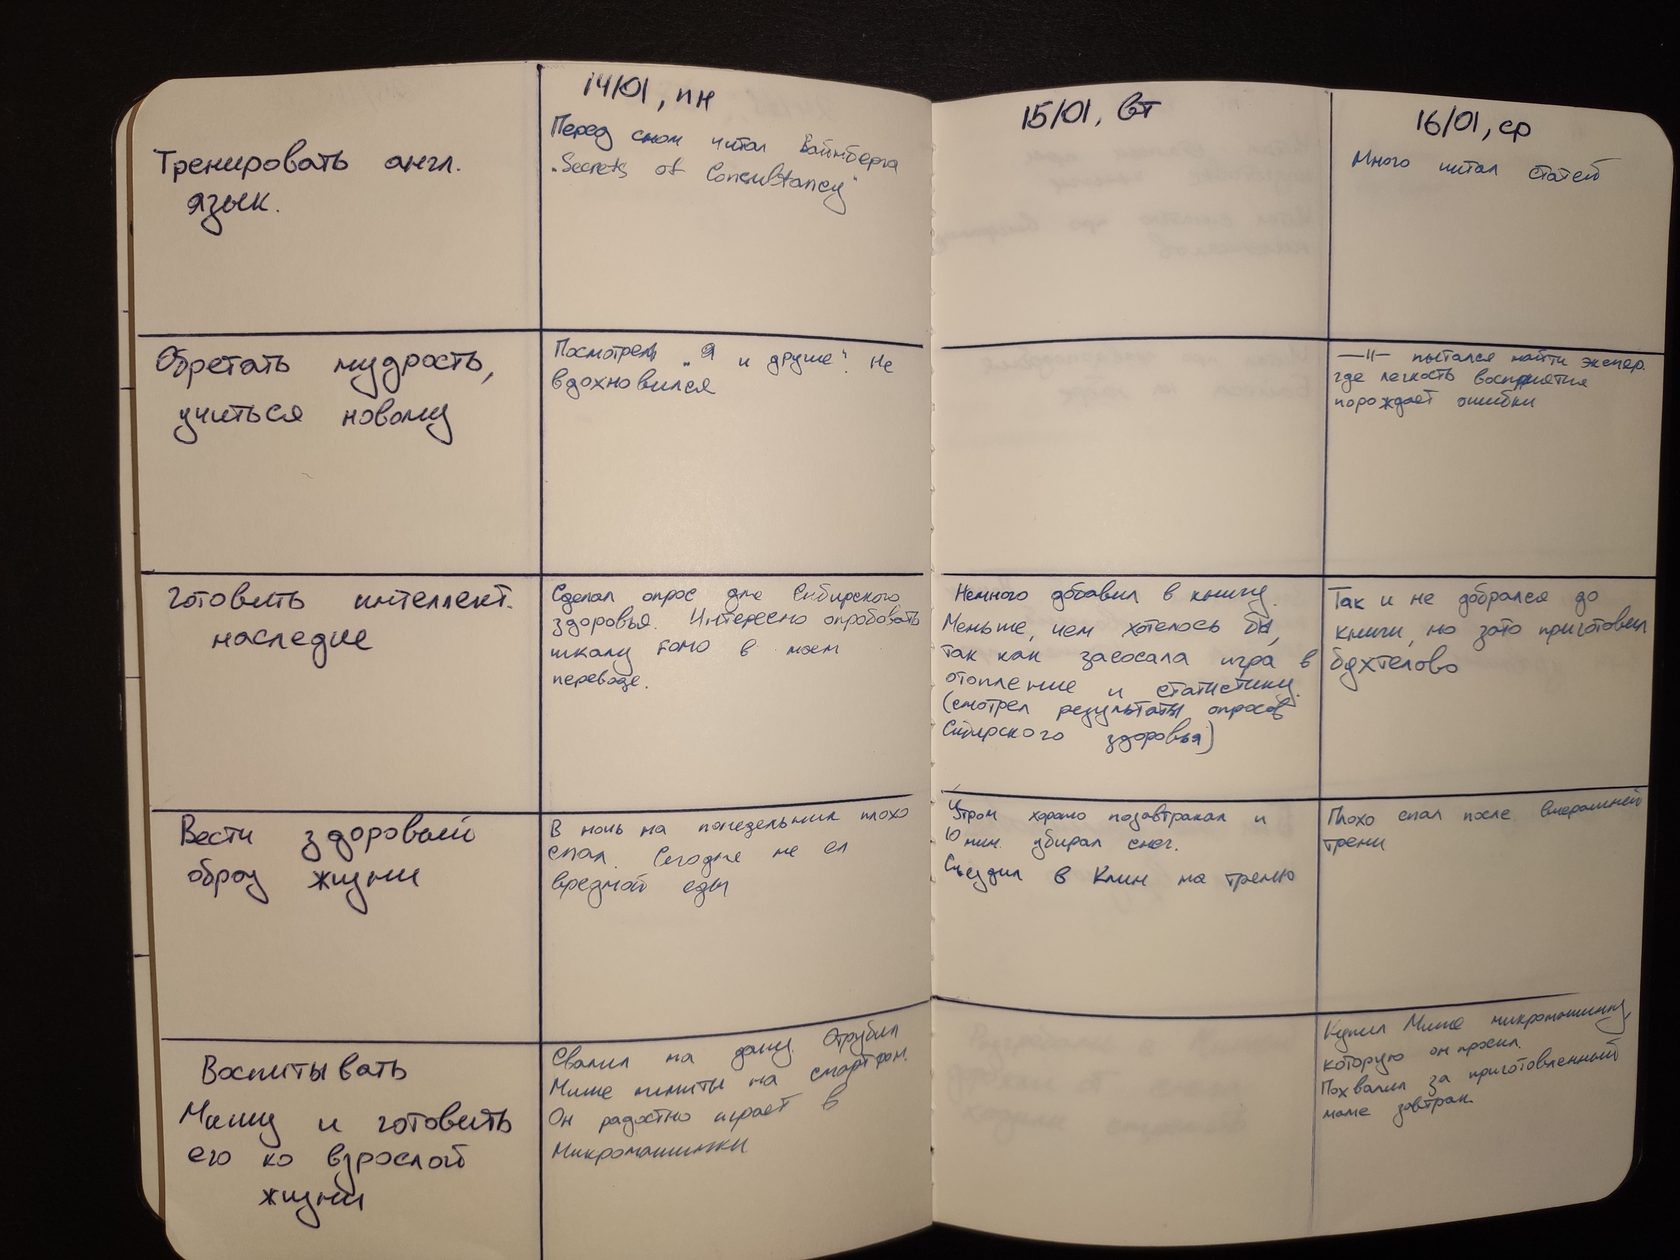 14/01, пн
15/01, вт
16/01, ср
Тренировать англ.
язык.
Перед сном читал Вайнберга
„Secrets of Consultancy“
Много читал статей
Обретать мудрость,
учиться новому
Посмотрел „Я и другие“. Не
вдохновился
—||— пытался найти экспер.
где легкость восприятия
порождает ошибки
Готовить интеллект.
наследие
Сделал опрос для Сибирского
здоровья. Интересно опробовать
шкалу в моем
переводе.
Немного добавил в книгу.
Меньше, чем хотелось бы,
так как засосала игра в
отопление и статистику.
(смотрел результаты опросов
Сибирского здоровья)
Так и не добрался до
книги, но зато приготовил
Вести здоровый
образ жизни
В ночь на понедельник плохо
спал. Сегодня не ел
вредной еды
Утром хорошо позавтракал и
10 мин. убирал снег.
Съездил в Клин на треню
Плохо спал после вчерашней
трени
Воспитывать
Мишу и готовить
его ко взрослой
жизни
Свалил на дачу. Отрубил
Мише лимиты на смартфон.
Он радостно играет в
Микромашинки
Купил Мише микромашинку,
которую он просил.
Похвалил за приготовленный
маме завтрак.